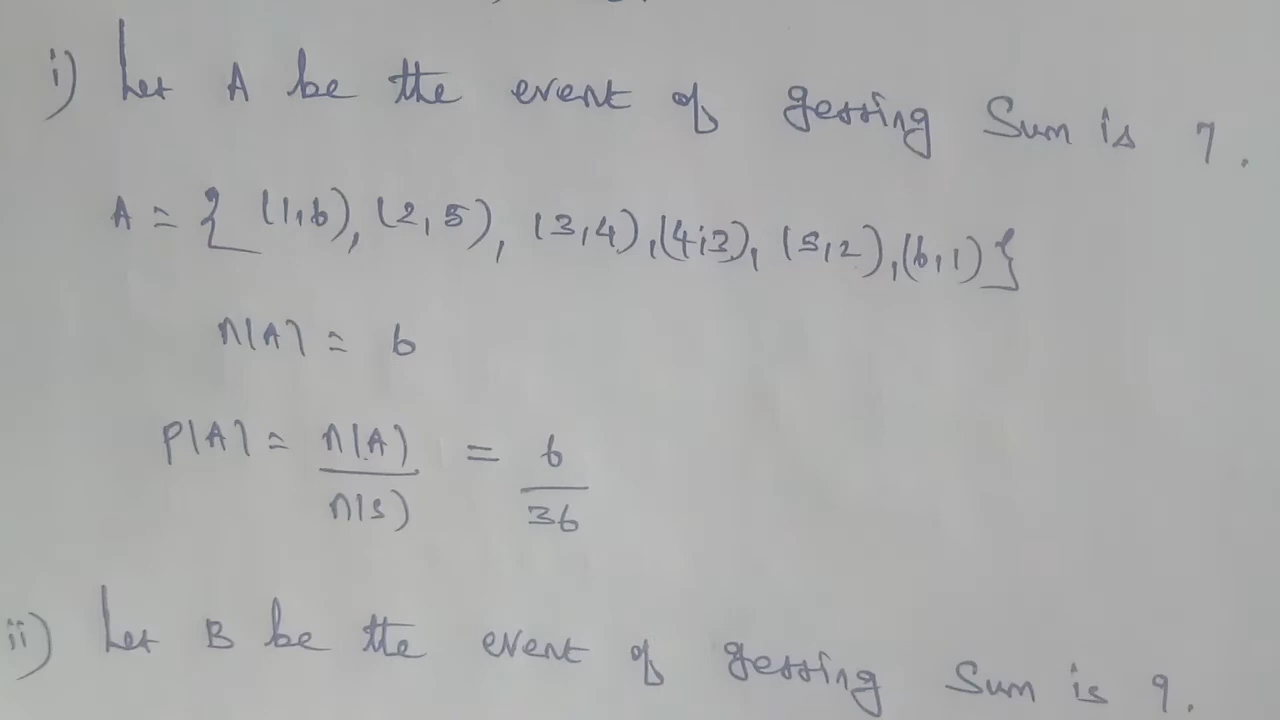 i) Let A be the event of getting Sum is 7.
A = { (1,6), (2,5), (3,4), (4,3), (5,2), (6,1) }
n(A) = 6
P(A) = n(A) / n(S) = 6 / 36
ii) Let B be the event of getting Sum is 9.